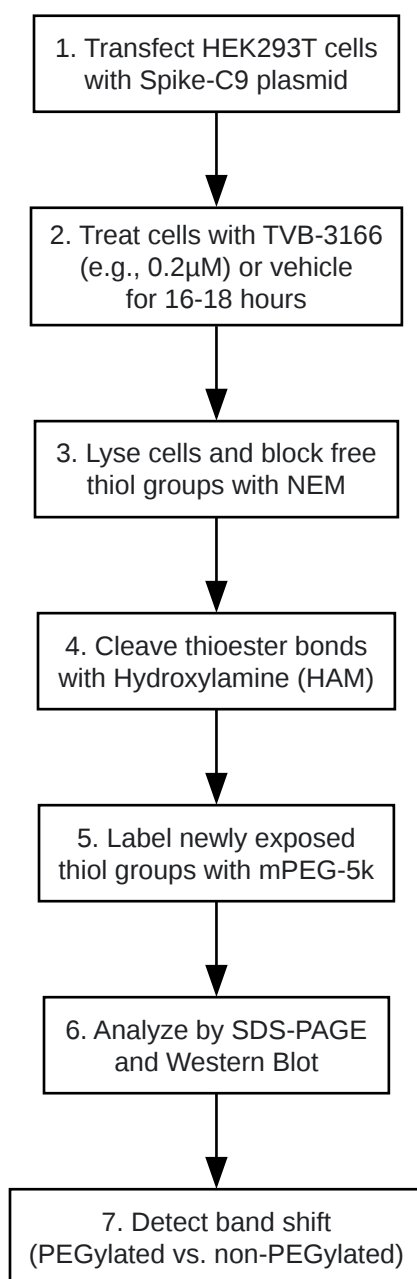 1. Transfect HEK293T cells
with Spike-C9 plasmid
2. Treat cells with TVB-3166
(e.g., 0.2µM) or vehicle
for 16-18 hours
3. Lyse cells and block free
thiol groups with NEM
4. Cleave thioester bonds
with Hydroxylamine (HAM)
5. Label newly exposed
thiol groups with mPEG-5k
6. Analyze by SDS-PAGE
and Western Blot
7. Detect band shift
(PEGylated vs. non-PEGylated)